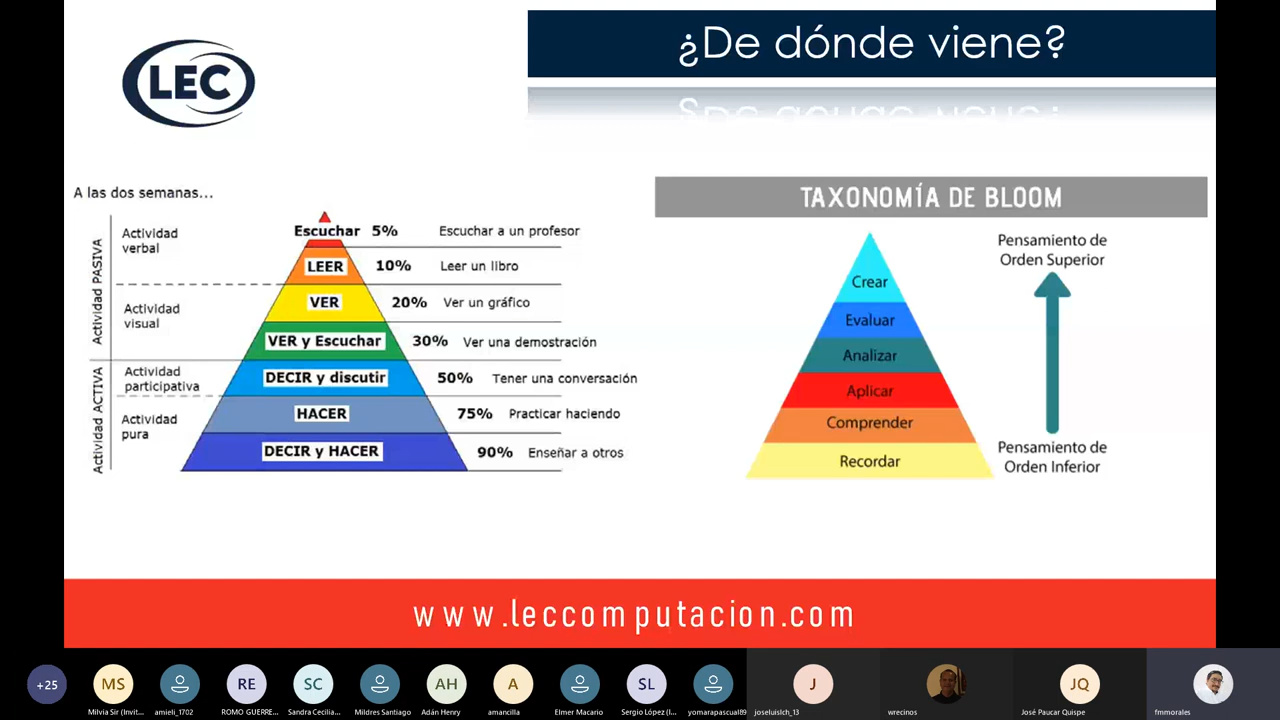 LEC
¿De dónde viene?
A las dos semanas...
Actividad PASIVA
Actividad ACTIVA
Actividad
verbal
Escuchar 5% Escuchar a un profesor
LEER 10% Leer un libro
Actividad
visual
VER 20% Ver un gráfico
VER y Escuchar 30% Ver una demostración
Actividad
participativa
DECIR y discutir 50% Tener una conversación
Actividad
pura
HACER 75% Practicar haciendo
DECIR y HACER 90% Enseñar a otros
TAXONOMÍA DE BLOOM
Crear
Evaluar
Analizar
Aplicar
Comprender
Recordar
Pensamiento de
Orden Superior
Pensamiento de
Orden Inferior
www.leccomputacion.com
+25
MS
RE
SC
AH
A
SL
J
JQ
Milvia Sir (Invit...
amieli_1702
ROMO GUERRE...
Sandra Cecilia...
Mildres Santiago
Adán Henry
amancilla
Elmer Macario
Sergio López (I...
yomarapascual89
joseluislch_13
wrecinos
José Paucar Quispe
fmmorales